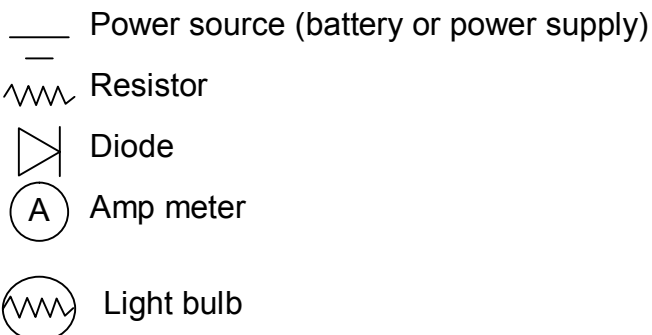 Power source (battery or power supply)
Resistor
Diode
A Amp meter
Light bulb